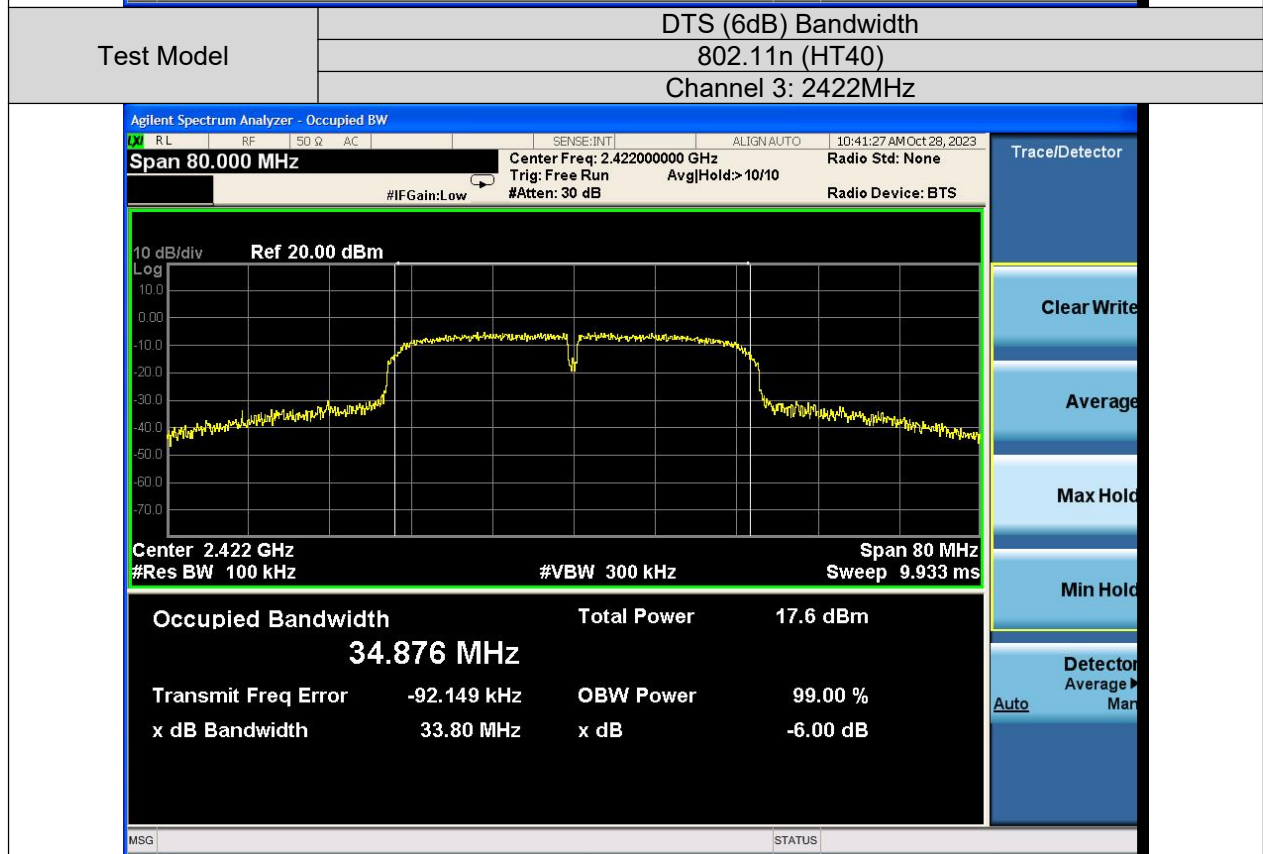 Test Model
DTS (6dB) Bandwidth
802.11n (HT40)
Channel 3: 2422MHz
Agilent Spectrum Analyzer - Occupied BW
LXI RL RF 50 Ω AC SENSE:INT ALIGN AUTO 10:41:27 AM Oct 28, 2023
Span 80.000 MHz Center Freq: 2.422000000 GHz Radio Std: None
Trig: Free Run Avg|Hold:> 10/10
#IFGain:Low #Atten: 30 dB Radio Device: BTS
Trace/Detector
10 dB/div Ref 20.00 dBm
Log
10.0
0.00
-10.0
-20.0
-30.0
-40.0
-50.0
-60.0
-70.0
Center 2.422 GHz Span 80 MHz
#Res BW 100 kHz #VBW 300 kHz Sweep 9.933 ms
Occupied Bandwidth Total Power 17.6 dBm
34.876 MHz
Transmit Freq Error -92.149 kHz OBW Power 99.00 %
x dB Bandwidth 33.80 MHz x dB -6.00 dB
Clear Write
Average
Max Hold
Min Hold
Detector
Average
Auto Man
MSG STATUS